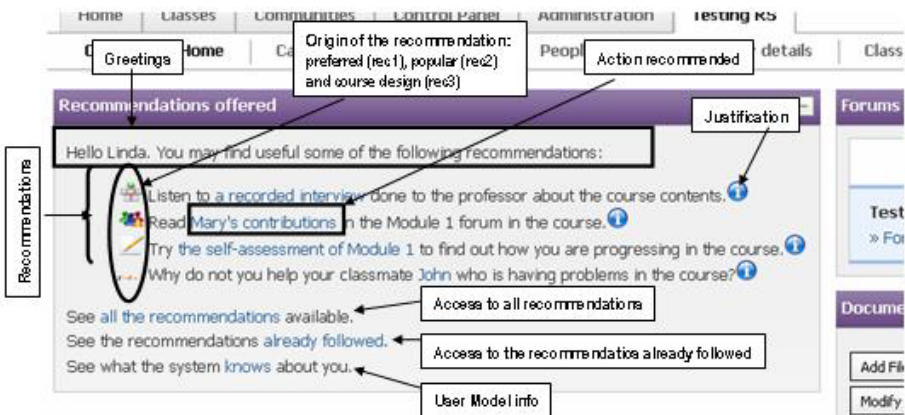 Home Classes Communities Control Panel Administration Testing RS
Home Ca Peopl details Class
Greetings
Origin of the recommendation:
preferred (rec1), popular (rec2)
and course design (rec3)
Action recommended
Recommendations offered
Justification
Forums
Hello Linda. You may find useful some of the following recommendations:
Recommendations
Listen to a recorded interview done to the professor about the course contents.
Read Mary's contributions in the Module 1 forum in the course.
Try the self-assessment of Module 1 to find out how you are progressing in the course.
Why do not you help your classmate John who is having problems in the course?
Test
» Fo
See all the recommendations available.
Access to all recommendations
See the recommendations already followed.
Access to the recommendatios already followed
See what the system knows about you.
User Model info
Docume
Add Fil
Modify